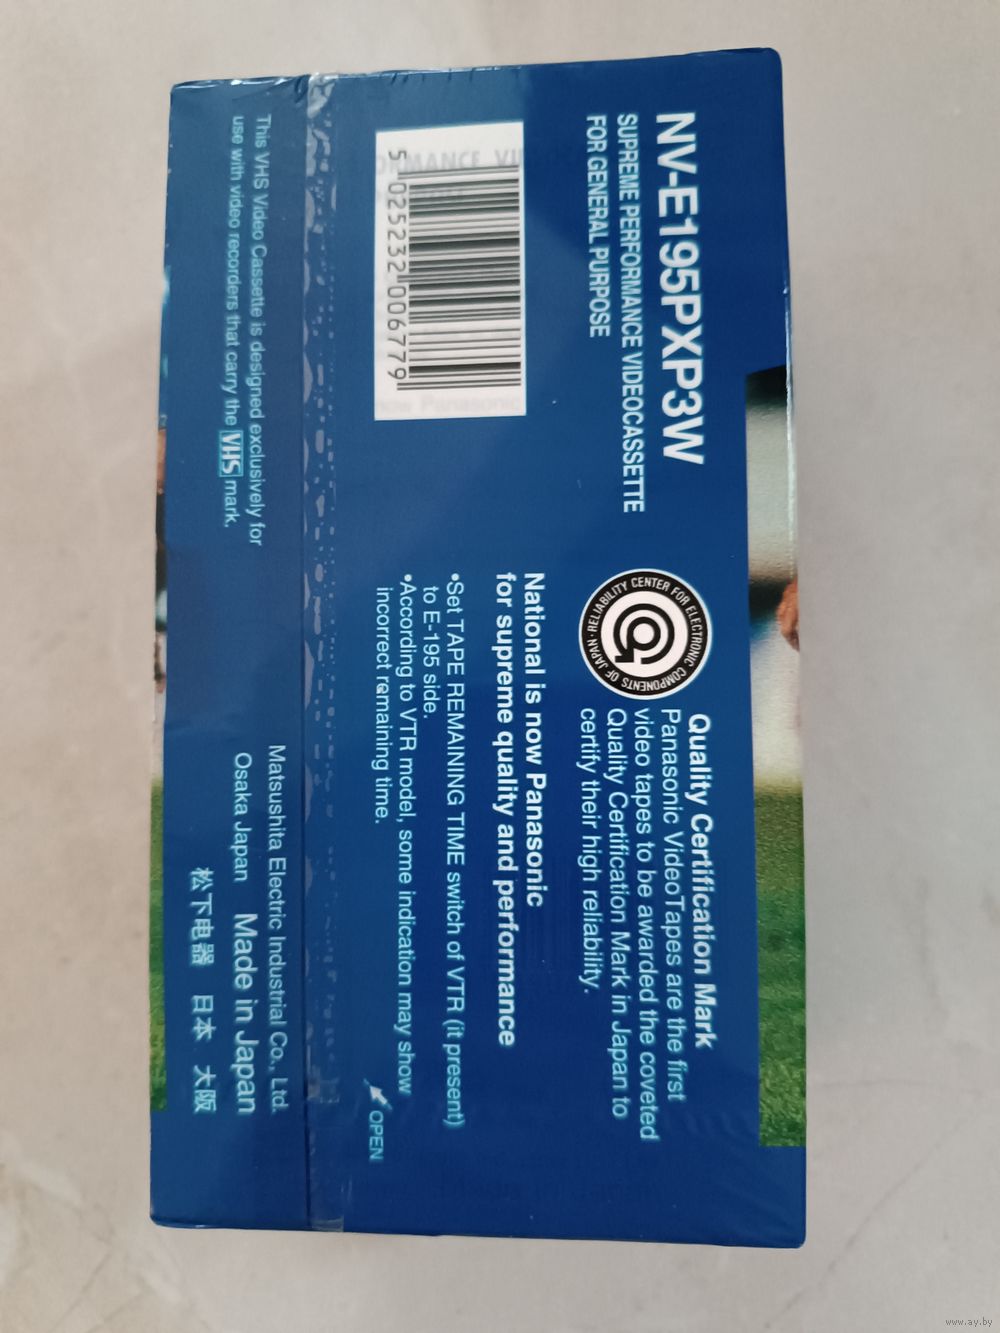 NV-E195PXP3W
SUPREME PERFORMANCE VIDEOCASSETTE
FOR GENERAL PURPOSE
5 025232 006779
RELIABILITY CENTER FOR ELECTRONIC COMPONENTS OF JAPAN
Quality Certification Mark
Panasonic VideoTapes are the first
video tapes to be awarded the coveted
Quality Certification Mark in Japan to
certify their high reliability.
National is now Panasonic
for supreme quality and performance
•Set TAPE REMAINING TIME switch of VTR (it present)
to E-195 side.
•According to VTR model, some indication may show
incorrect remaining time.
OPEN
This VHS Video Cassette is designed exclusively for
use with video recorders that carry the VHS mark.
Matsushita Electric Industrial Co., Ltd.
Osaka Japan Made in Japan
松下电器 日本 大阪
www.ay.by